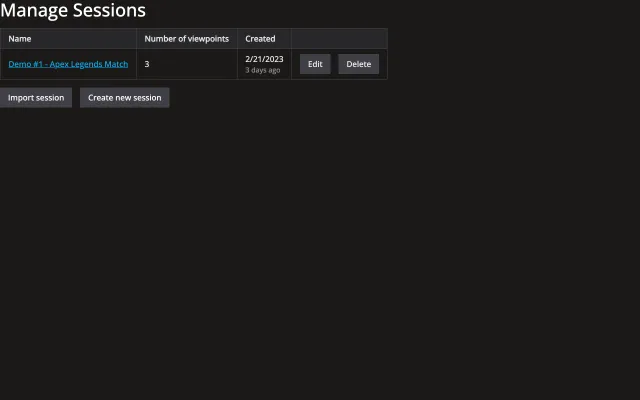 Manage Sessions
Name Number of viewpoints Created
Demo #1 - Apex Legends Match 3 2/21/2023 3 days ago Edit Delete
Import session Create new session